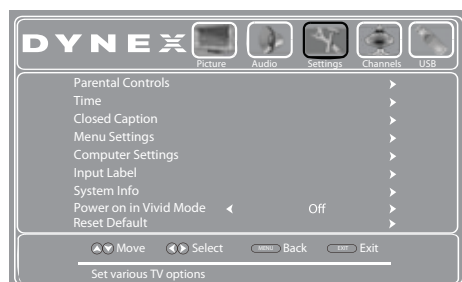 DYNEX
Picture Audio Settings Channels USB
Parental Controls
Time
Closed Caption
Menu Settings
Computer Settings
Input Label
System Info
Power on in Vivid Mode Off
Reset Default
Move Select MENU Back EXIT Exit
Set various TV options